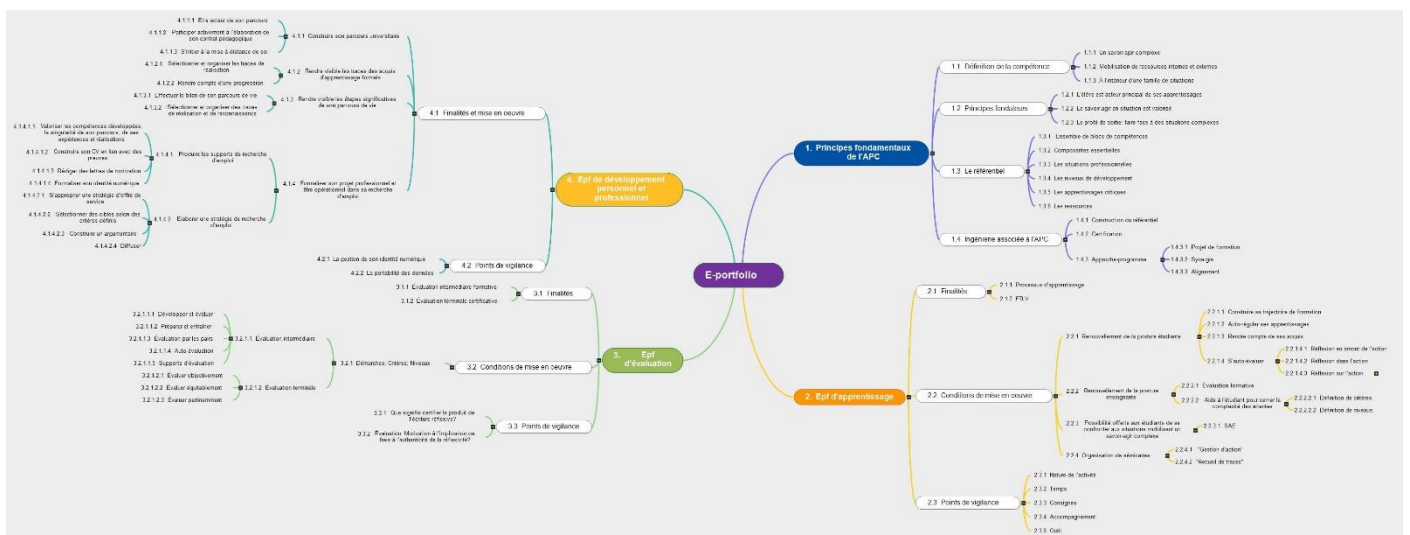 E-portfolio
1. Principes fondamentaux
de l'APC
1.1 Définition de la compétence
1.1.1 Un savoir agir complexe
1.1.2 Mobilisation de ressources internes et externes
1.1.3 À l'intérieur d'une famille de situations
1.2 Principes fondateurs
1.2.1 L'élève est acteur principal de ses apprentissages
1.2.2 Le savoir agir en situation est valorisé
1.2.3 Le profil de sortie: faire face à des situations complexes
1.3 Le référentiel
1.3.1 Ensemble de blocs de compétences
1.3.2 Composantes essentielles
1.3.3 Les situations professionnelles
1.3.4 Les niveaux de développement
1.3.5 Les apprentissages critiques
1.3.6 Les ressources
1.4 Ingénierie associée à l'APC
1.4.1 Construction de référentiel
1.4.2 Certification
1.4.3 Approche-programme
1.4.3.1 Projet de formation
1.4.3.2 Synergie
1.4.3.3 Alignement
2. Epf d'apprentissage
2.1 Finalités
2.1.1 Processus d'apprentissage
2.1.2 FTLV
2.2 Conditions de mise en oeuvre
2.2.1 Renouvellement de la posture étudiante
2.2.1.1 Construire sa trajectoire de formation
2.2.1.2 Auto-réguler ses apprentissages
2.2.1.3 Rendre compte de ses acquis
2.2.1.4 S'auto-évaluer
2.2.1.4.1 Réflexion en amont de l'action
2.2.1.4.2 Réflexion dans l'action
2.2.1.4.3 Réflexion sur l'action
2.2.2 Renouvellement de la posture
enseignante
2.2.2.1 Évaluation formative
2.2.2.2 Aide à l'étudiant pour cerner la
complexité des attendus
2.2.2.2.1 Définition de critères
2.2.2.2.2 Définition de niveaux
2.2.3 Possibilité offerte aux étudiants de se
confronter aux situations mobilisant un
savoir-agir complexe
2.2.3.1 SAE
2.2.4 Organisation de séminaires
2.2.4.1 "Gestion d'action"
2.2.4.2 "Recueil de traces"
2.3 Points de vigilance
2.3.1 Nature de l'activité
2.3.2 Temps
2.3.3 Consignes
2.3.4 Accompagnement
2.3.5 Outil
3. Epf
d'évaluation
3.1 Finalités
3.1.1 Évaluation intermédiaire formative
3.1.2 Évaluation terminale certificative
3.2 Conditions de mise en oeuvre
3.2.1 Démarches, Critères, Niveaux
3.2.1.1 Évaluation intermédiaire
3.2.1.1.1 Développer et évaluer
3.2.1.1.2 Préparer et entraîner
3.2.1.1.3 Évaluation par les pairs
3.2.1.1.4 Auto-évaluation
3.2.1.1.5 Supports d'évaluation
3.2.1.2 Évaluation terminale
3.2.1.2.1 Évaluer objectivement
3.2.1.2.2 Évaluer équitablement
3.2.1.2.3 Évaluer pertinemment
3.3 Points de vigilance
3.3.1 Que signifie certifier le produit de
l'écriture réflexive?
3.3.2 Évaluation: Motivation à l'implication ou
frein à l'authenticité de la réflexivité?
4. Epf de développement
personnel et
professionnel
4.1 Finalités et mise en oeuvre
4.1.1 Construire son parcours universitaire
4.1.1.1 Être acteur de son parcours
4.1.1.2 Participer activement à l'élaboration de
son contrat pédagogique
4.1.1.3 S'initier à la mise à distance de soi
4.1.2 Rendre visible les traces des acquis
d'apprentissage formels
4.1.2.1 Sélectionner et organiser les traces de
réalisation
4.1.2.2 Rendre compte d'une progression
4.1.3 Rendre visible les étapes significatives
de son parcours de vie
4.1.3.1 Effectuer le bilan de son parcours de vie
4.1.3.2 Sélectionner et organiser des traces
de réalisation et de reconnaissance
4.1.4 Formaliser son projet professionnel et
être opérationnel dans sa recherche
d'emploi
4.1.4.1 Produire les supports de recherche
d'emploi
4.1.4.1.1 Valoriser les compétences développées,
la singularité de son parcours, de ses
expériences et réalisations
4.1.4.1.2 Construire son CV en lien avec des
preuves
4.1.4.1.3 Rédiger des lettres de motivation
4.1.4.1.4 Formaliser son identité numérique
4.1.4.2 Élaborer une stratégie de recherche
d'emploi
4.1.4.2.1 S'approprier une stratégie d'offre de
service
4.1.4.2.2 Sélectionner des cibles selon des
critères définis
4.1.4.2.3 Construire un argumentaire
4.1.4.2.4 Diffuser
4.2 Points de vigilance
4.2.1 La gestion de son identité numérique
4.2.2 La portabilité des données